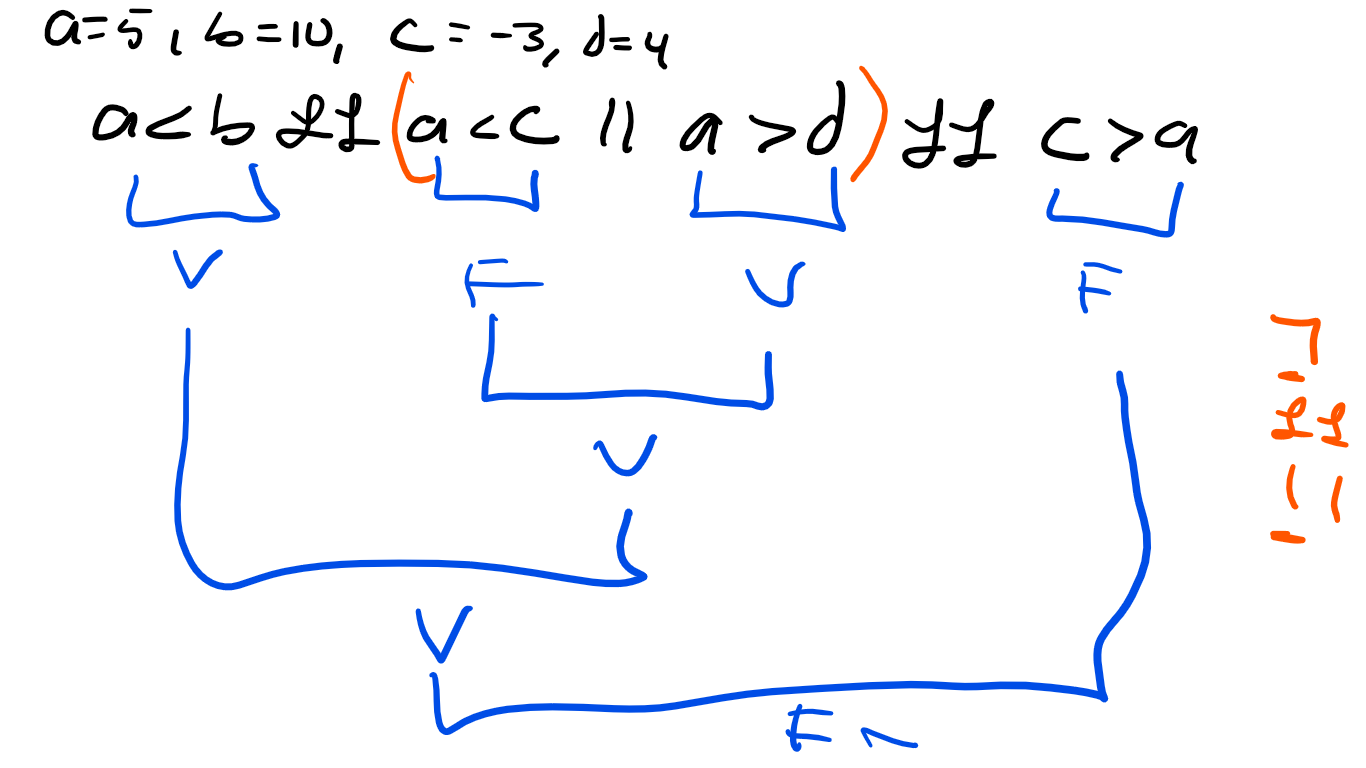 a=5, b=10, c=-3, d=4
a<b && (a<c || a>d) && c>a
V F V F
V
V
F
¬
&&
||